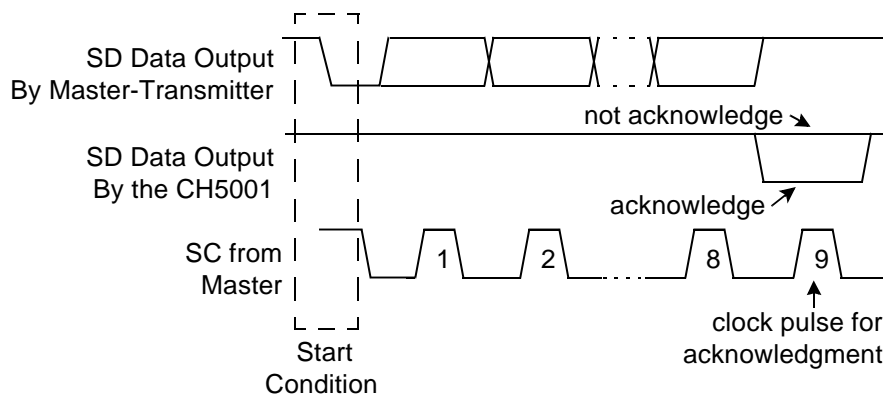 SD Data Output
By Master-Transmitter
not acknowledge
SD Data Output
By the CH5001
acknowledge
SC from
Master
1
2
8
9
clock pulse for
acknowledgment
Start
Condition